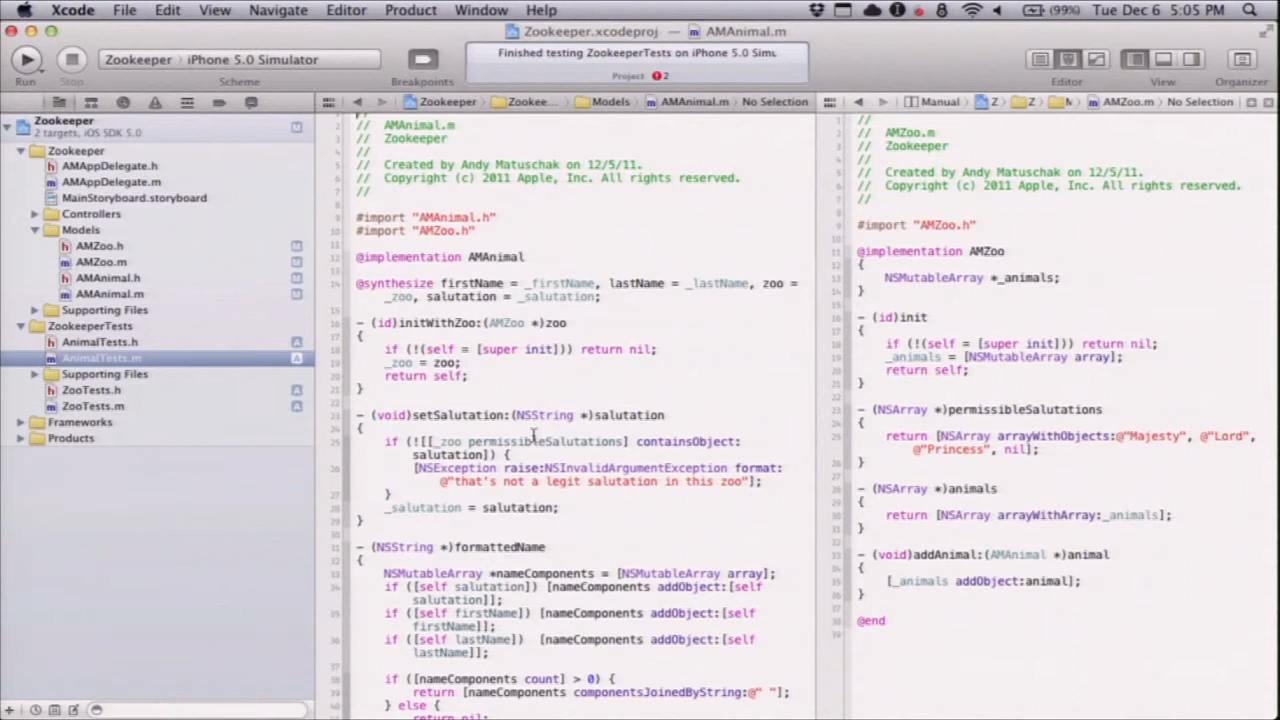 Xcode File Edit View Navigate Editor Product Window Help (99%) Tue Dec 6 5:05 PM
Zookeeper.xcodeproj — AMAnimal.m
Run Stop Zookeeper › iPhone 5.0 Simulator
Scheme Breakpoints
Finished testing ZookeeperTests on iPhone 5.0 Simu
Project 2
Editor View Organizer
Zookeeper
2 targets, iOS SDK 5.0
Zookeeper
AMAppDelegate.h
AMAppDelegate.m
MainStoryboard.storyboard
Controllers
Models
AMZoo.h
AMZoo.m
AMAnimal.h
AMAnimal.m
Supporting Files
ZookeeperTests
AnimalTests.h
AnimalTests.m
Supporting Files
ZooTests.h
ZooTests.m
Frameworks
Products
Zookeeper Zookee... Models AMAnimal.m No Selection
//
// AMAnimal.m
// Zookeeper
//
// Created by Andy Matuschak on 12/5/11.
// Copyright (c) 2011 Apple, Inc. All rights reserved.
//
#import "AMAnimal.h"
#import "AMZoo.h"
@implementation AMAnimal
@synthesize firstName = _firstName, lastName = _lastName, zoo =
_zoo, salutation = _salutation;
- (id)initWithZoo:(AMZoo *)zoo
{
if (!(self = [super init])) return nil;
_zoo = zoo;
return self;
}
- (void)setSalutation:(NSString *)salutation
{
if (![[_zoo permissibleSalutations] containsObject:
salutation]) {
[NSException raise:NSInvalidArgumentException format:
@"that's not a legit salutation in this zoo"];
}
_salutation = salutation;
}
- (NSString *)formattedName
{
NSMutableArray *nameComponents = [NSMutableArray array];
if ([self salutation]) [nameComponents addObject:[self
salutation]];
if ([self firstName]) [nameComponents addObject:[self
firstName]];
if ([self lastName]) [nameComponents addObject:[self
lastName]];
if ([nameComponents count] > 0) {
return [nameComponents componentsJoinedByString:@" "];
} else {
return nil;
Manual Z Z M AMZoo.m No Selection
//
// AMZoo.m
// Zookeeper
//
// Created by Andy Matuschak on 12/5/11.
// Copyright (c) 2011 Apple, Inc. All rights reserved.
//
#import "AMZoo.h"
@implementation AMZoo
{
NSMutableArray *_animals;
}
- (id)init
{
if (!(self = [super init])) return nil;
_animals = [NSMutableArray array];
return self;
}
- (NSArray *)permissibleSalutations
{
return [NSArray arrayWithObjects:@"Majesty", @"Lord",
@"Princess", nil];
}
- (NSArray *)animals
{
return [NSArray arrayWithArray:_animals];
}
- (void)addAnimal:(AMAnimal *)animal
{
[_animals addObject:animal];
}
@end